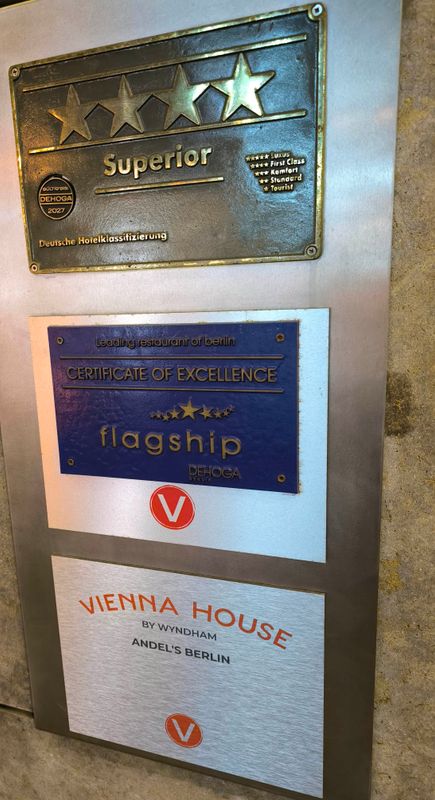 Superior
★★★★★ Luxus
★★★★ First Class
★★★ Komfort
★★ Standard
★ Tourist
GÜLTIG BIS
DEHOGA
2027
Deutsche Hotelklassifizierung
Leading restaurant of berlin
CERTIFICATE OF EXCELLENCE
flagship
DEHOGA
BERLIN
V
VIENNA HOUSE
BY WYNDHAM
ANDEL'S BERLIN
V